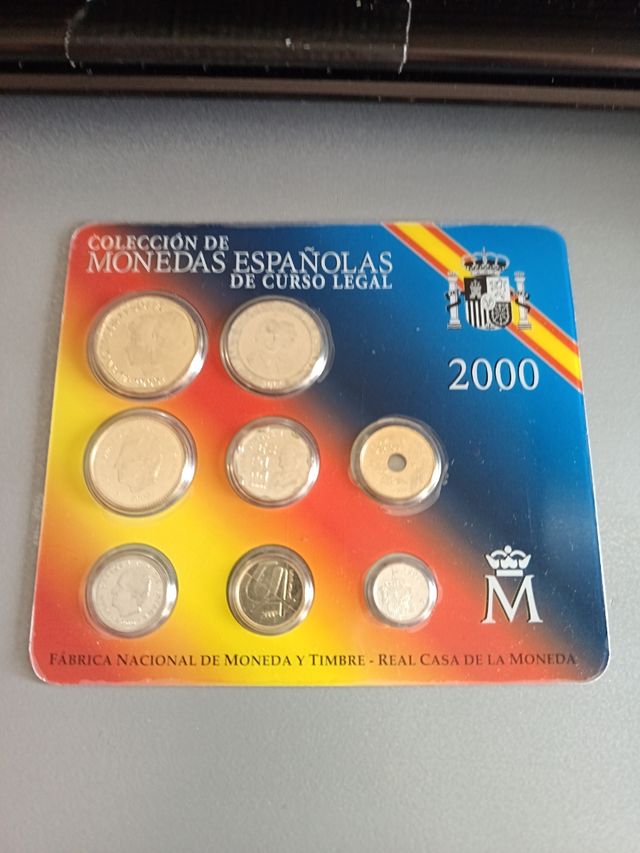 COLECCIÓN DE
MONEDAS ESPAÑOLAS
DE CURSO LEGAL
2000
M
FÁBRICA NACIONAL DE MONEDA Y TIMBRE - REAL CASA DE LA MONEDA